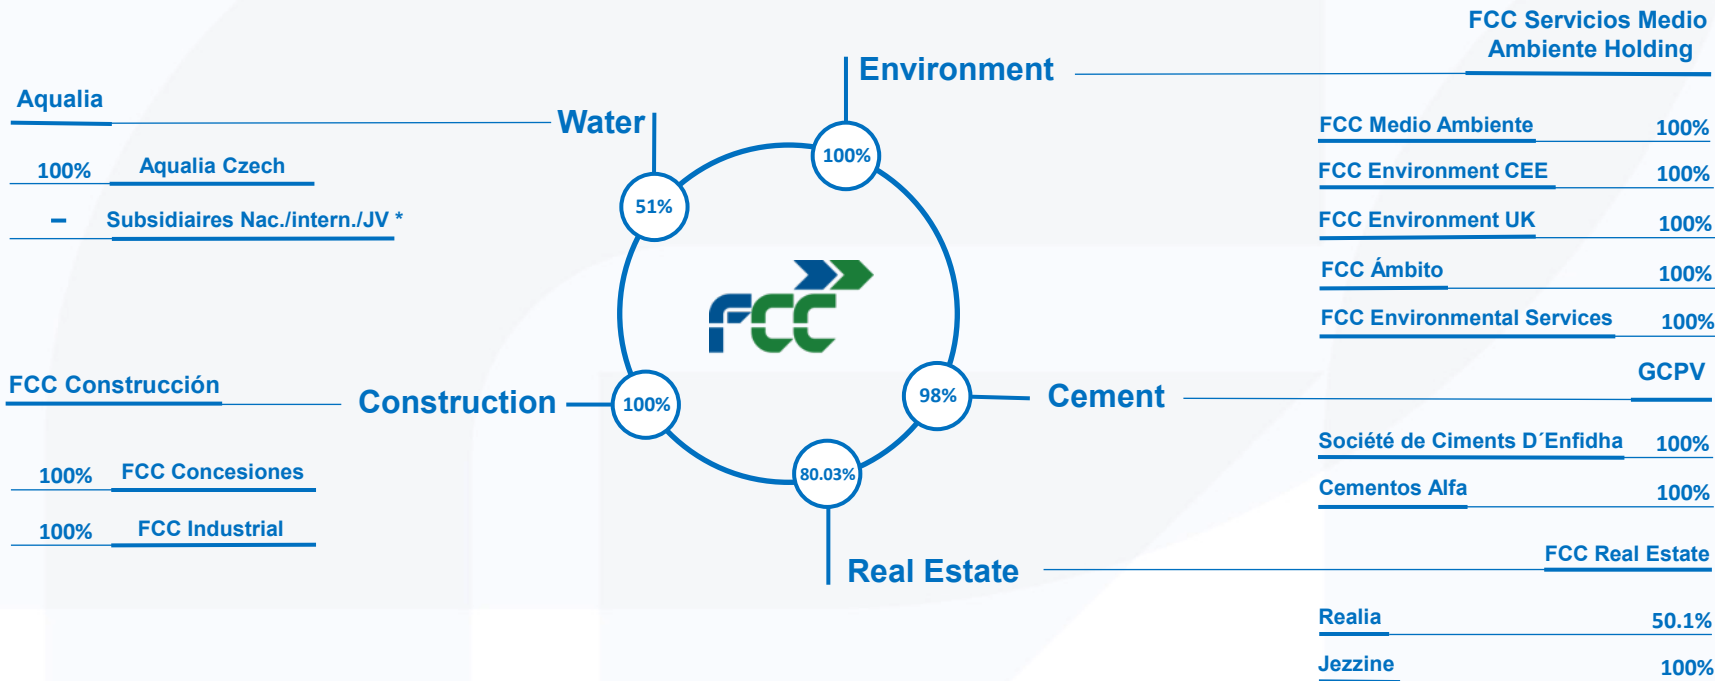 FCC Servicios Medio
Ambiente Holding
Environment
Aqualia
Water
FCC Medio Ambiente 100%
100%
100% Aqualia Czech
FCC Environment CEE 100%
51%
– Subsidiaires Nac./intern./JV *
FCC Environment UK 100%
FCC Ámbito 100%
FCC
FCC Environmental Services 100%
FCC Construcción
Construction
100%
98%
Cement
GCPV
Société de Ciments D´Enfidha 100%
100% FCC Concesiones
80.03%
Cementos Alfa 100%
100% FCC Industrial
Real Estate
FCC Real Estate
Realia 50.1%
Jezzine 100%